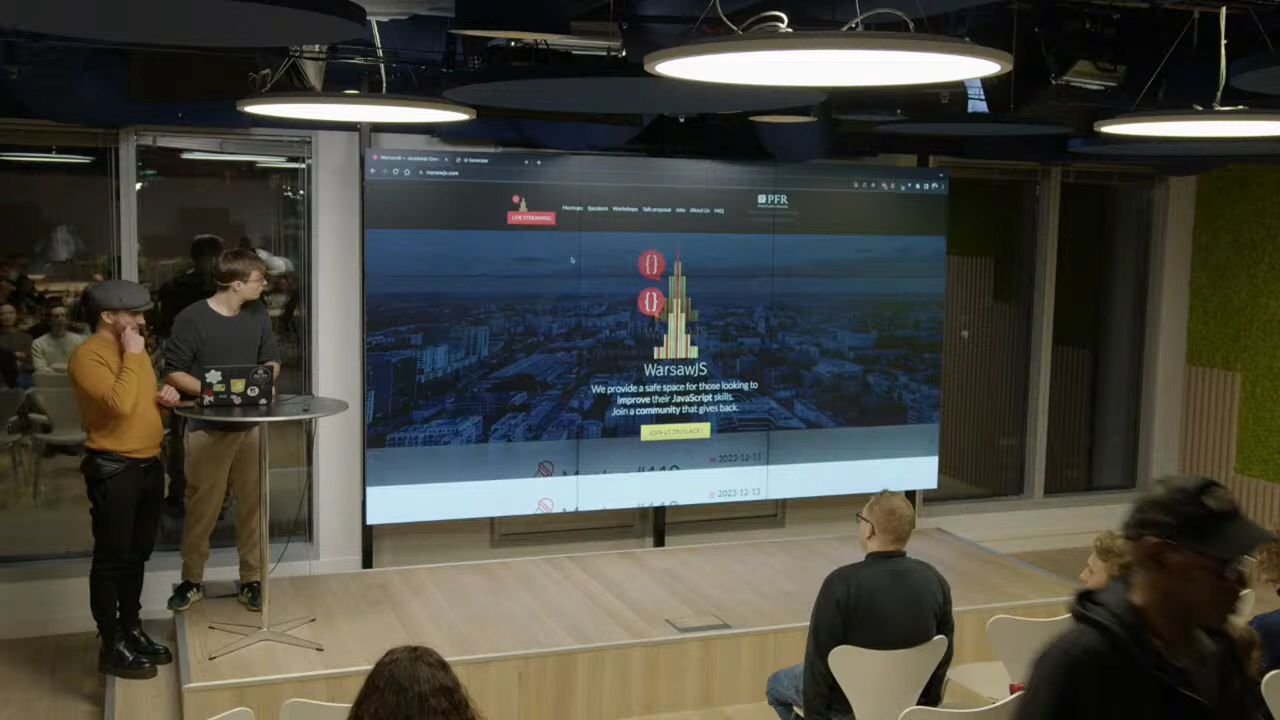 warsawjs.com
LIVE STREAMING
Meetups Speakers Workshops Talk proposal Jobs About Us FAQ
PFR
{}
{}
WarsawJS
We provide a safe space for those looking to
improve their JavaScript skills.
Join a community that gives back.
JOIN US ON SLACK!
2023-12-13
2023-12-13